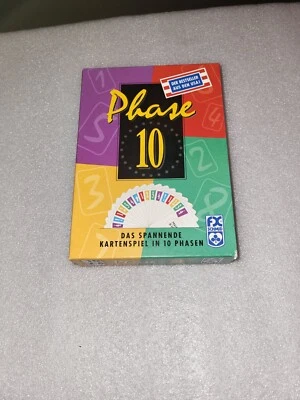 DER BESTSELLER
AUS DEN USA!
Phase
10
DAS SPANNENDE
KARTENSPIEL IN 10 PHASEN
FX
SCHMID